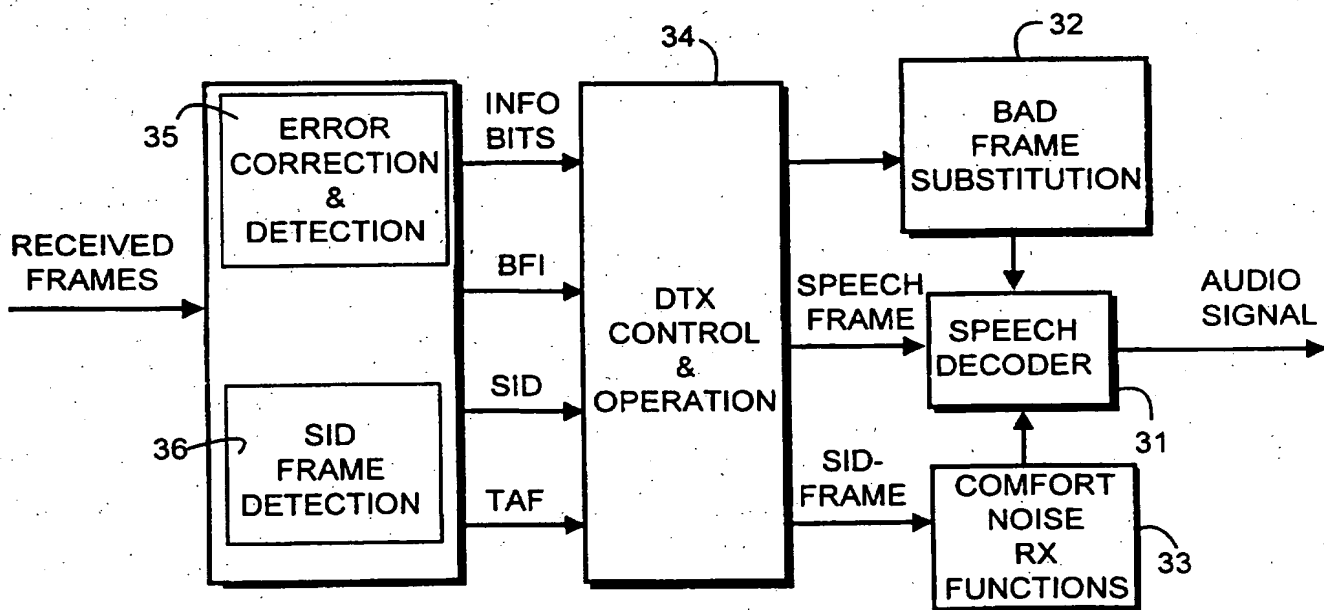 RECEIVED
FRAMES
35
ERROR
CORRECTION
&
DETECTION
36
SID
FRAME
DETECTION
INFO
BITS
BFI
SID
TAF
34
DTX
CONTROL
&
OPERATION
SPEECH
FRAME
SID-
FRAME
32
BAD
FRAME
SUBSTITUTION
SPEECH
DECODER
31
COMFORT
NOISE
RX
FUNCTIONS
33
AUDIO
SIGNAL